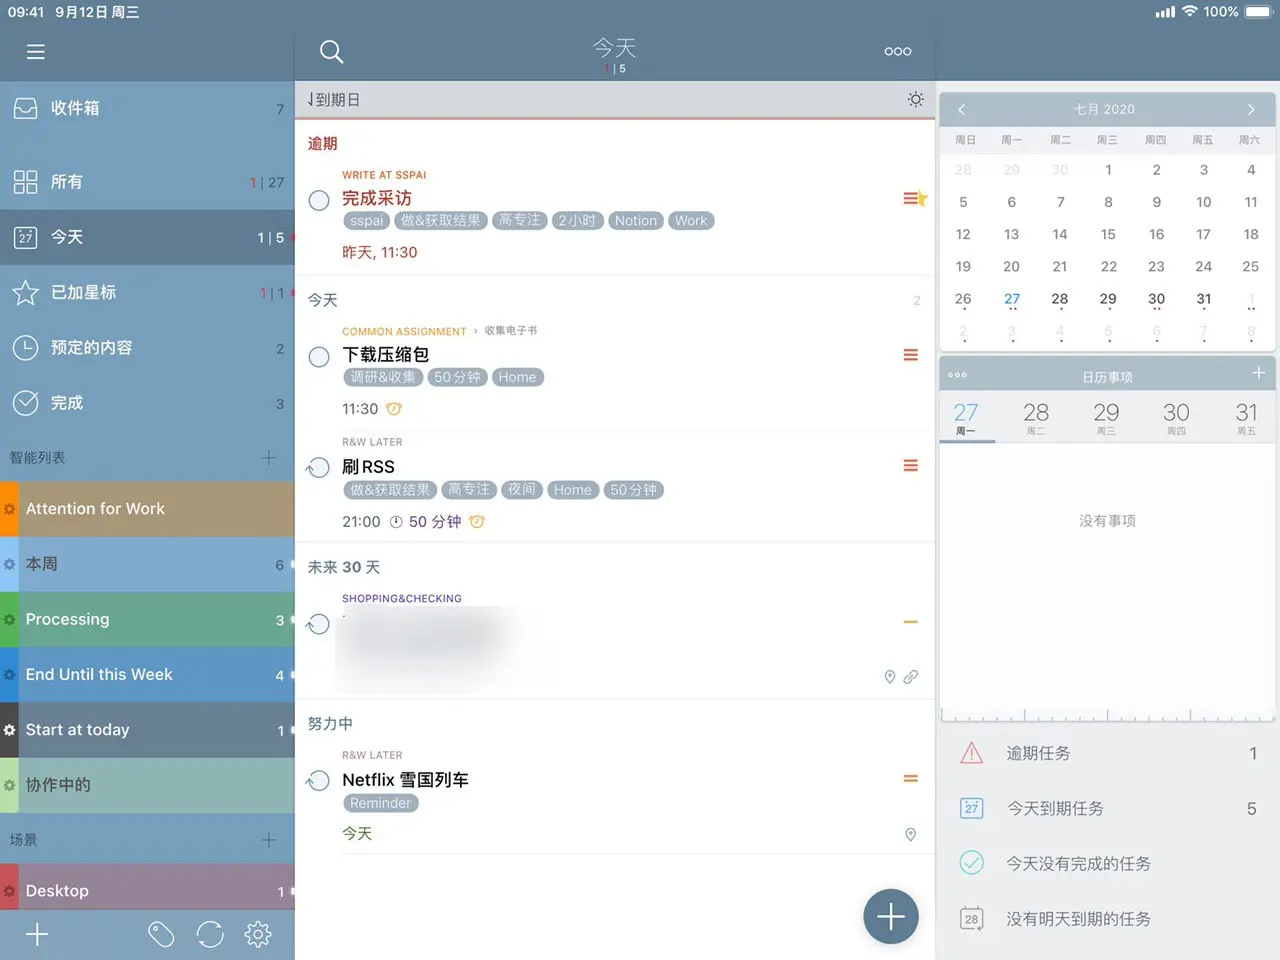 09:41 9月12日 周三
100%
今天
1 | 5
收件箱 7
所有 1 | 27
27 今天 1 | 5
已加星标 1 | 1
预定的内容 2
完成 3
智能列表
Attention for Work
本周 6
Processing 3
End Until this Week 4
Start at today 1
协作中的
场景
Desktop 1
到期日
逾期
WRITE AT SSPAI
完成采访
sspai 做&获取结果 高专注 2小时 Notion Work
昨天, 11:30
今天 2
COMMON ASSIGNMENT › 收集电子书
下载压缩包
调研&收集 50分钟 Home
11:30
R&W LATER
刷RSS
做&获取结果 高专注 夜间 Home 50分钟
21:00 50 分钟
未来 30 天
SHOPPING&CHECKING
努力中
R&W LATER
Netflix 雪国列车
Reminder
今天
七月 2020
周日 周一 周二 周三 周四 周五 周六
28 29 30 1 2 3 4
5 6 7 8 9 10 11
12 13 14 15 16 17 18
19 20 21 22 23 24 25
26 27 28 29 30 31 1
2 3 4 5 6 7 8
日历事项
27 28 29 30 31
周一 周二 周三 周四 周五
没有事项
逾期任务 1
27 今天到期任务 5
今天没有完成的任务
28 没有明天到期的任务